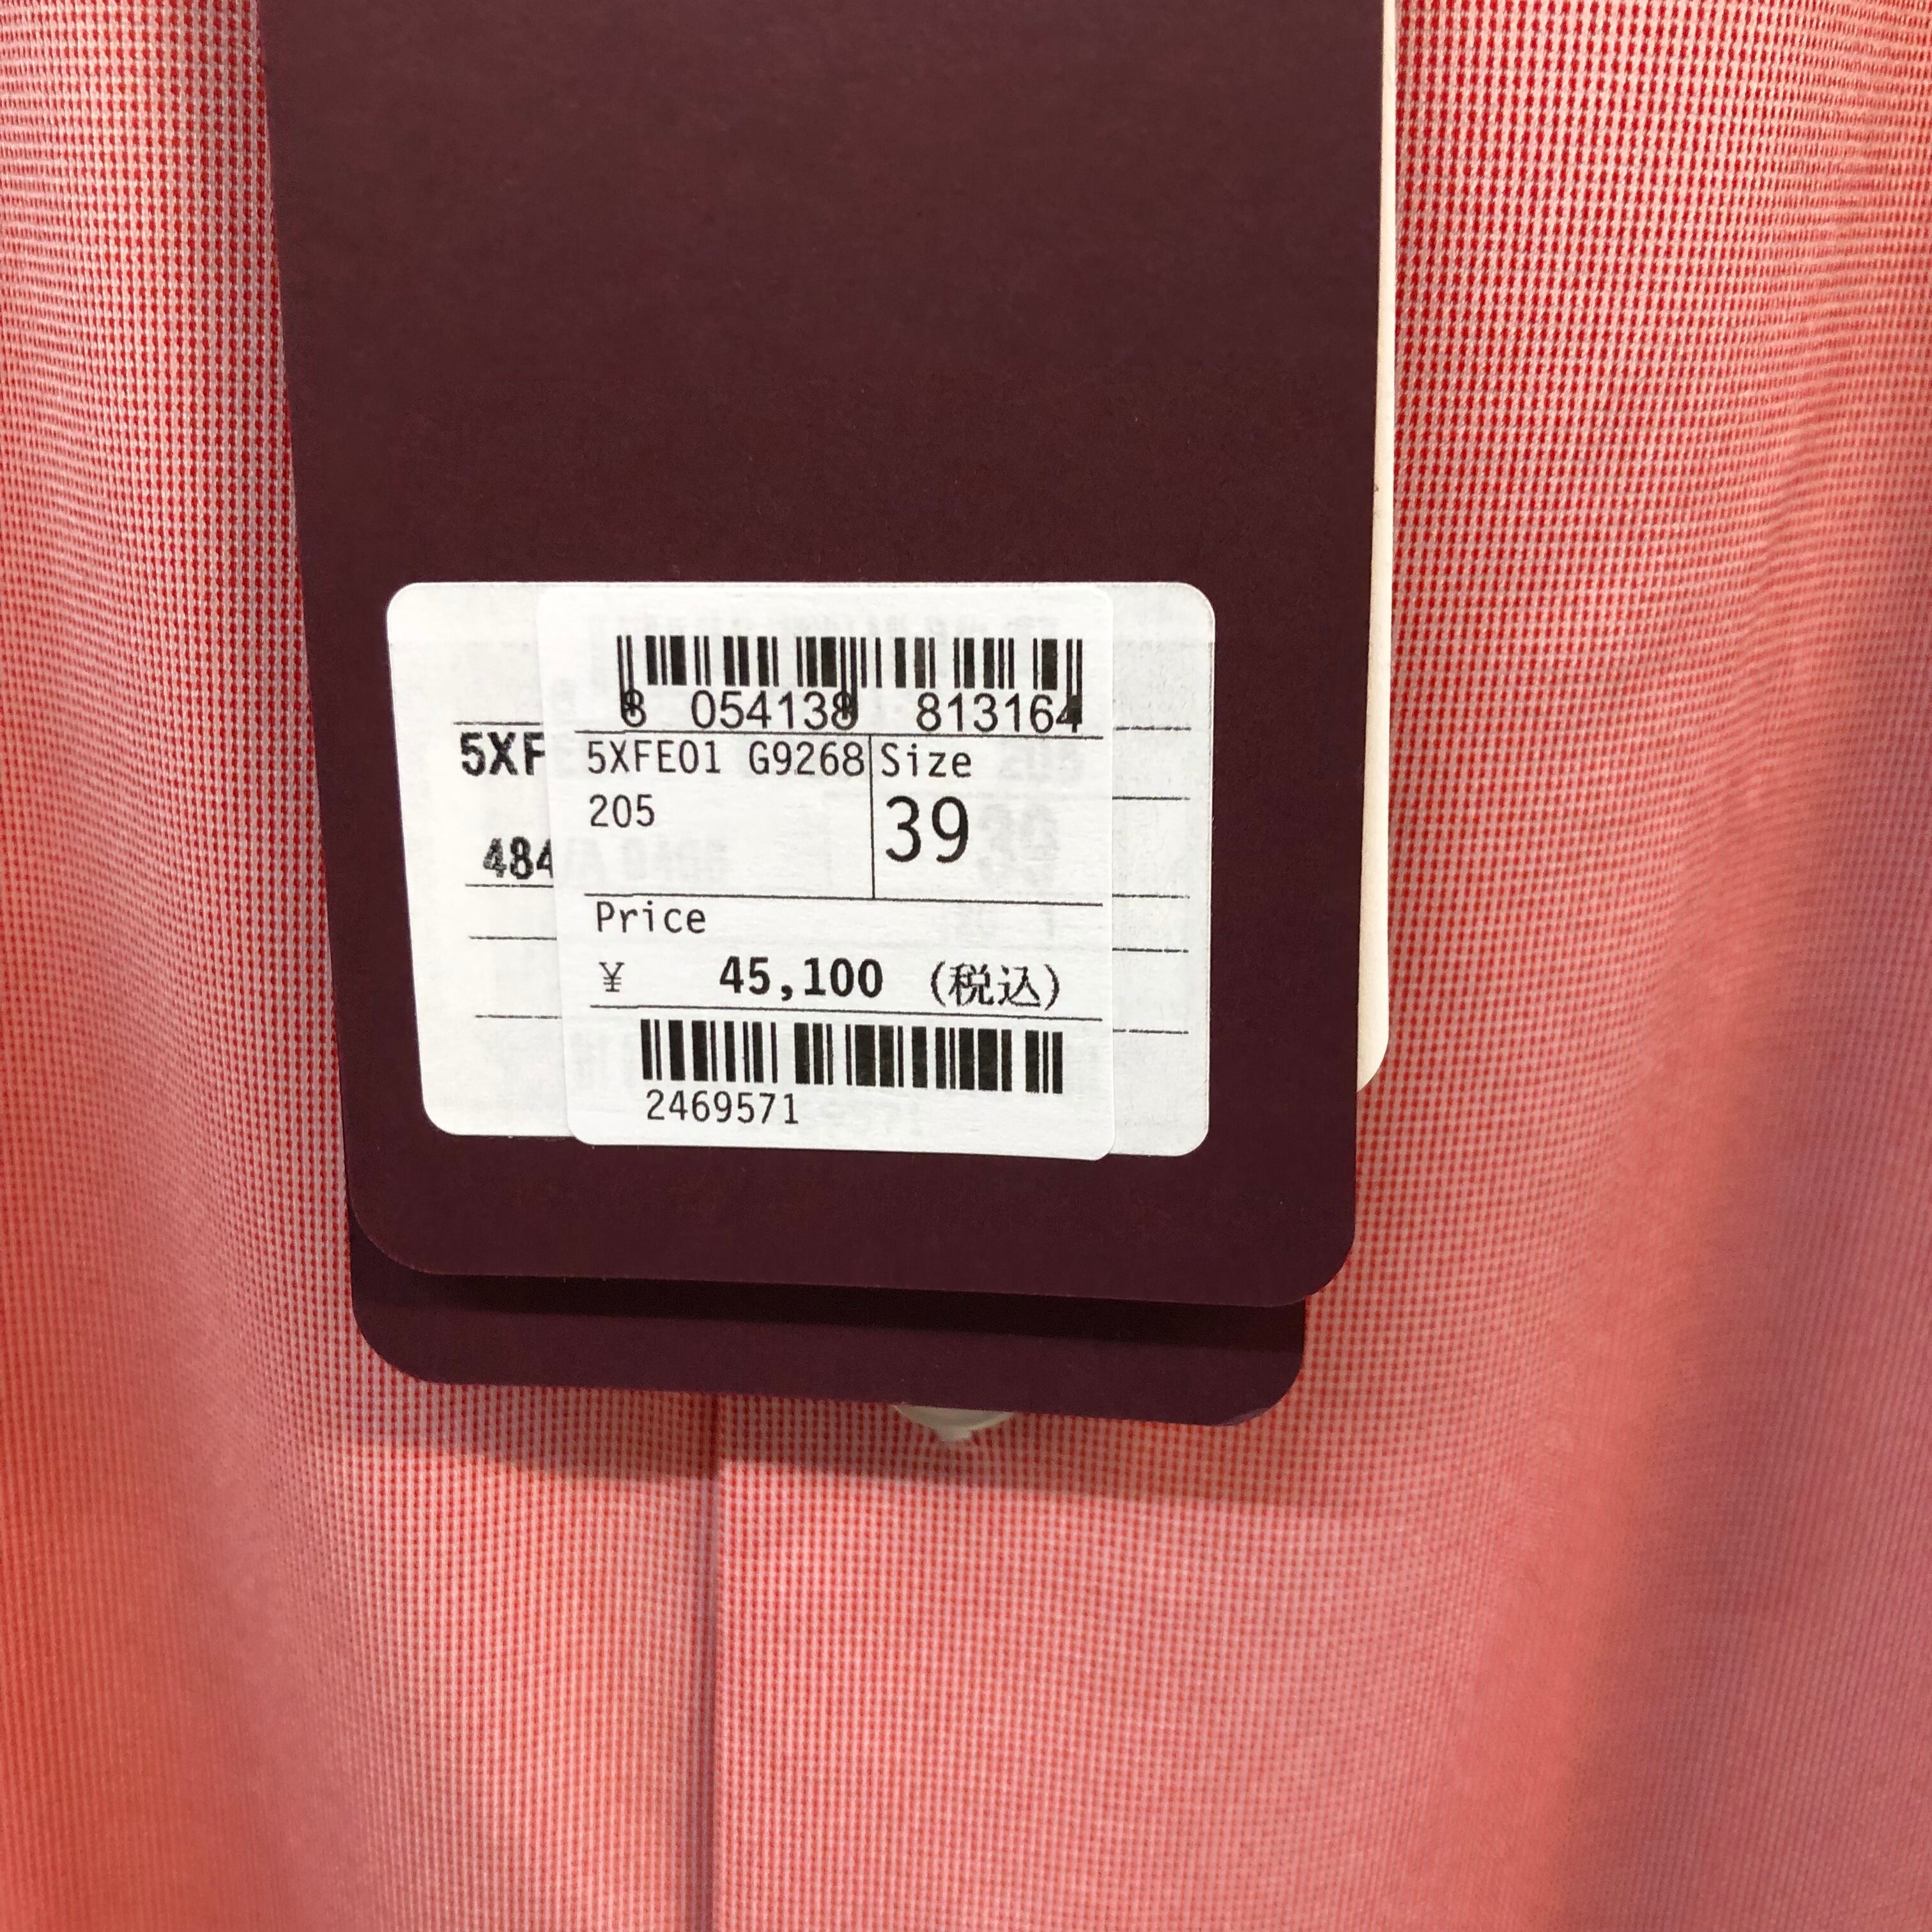 8 054138 813164
5XF
5XFE01 G9268
Size
205
39
484
Price
¥ 45,100 (税込)
2469571